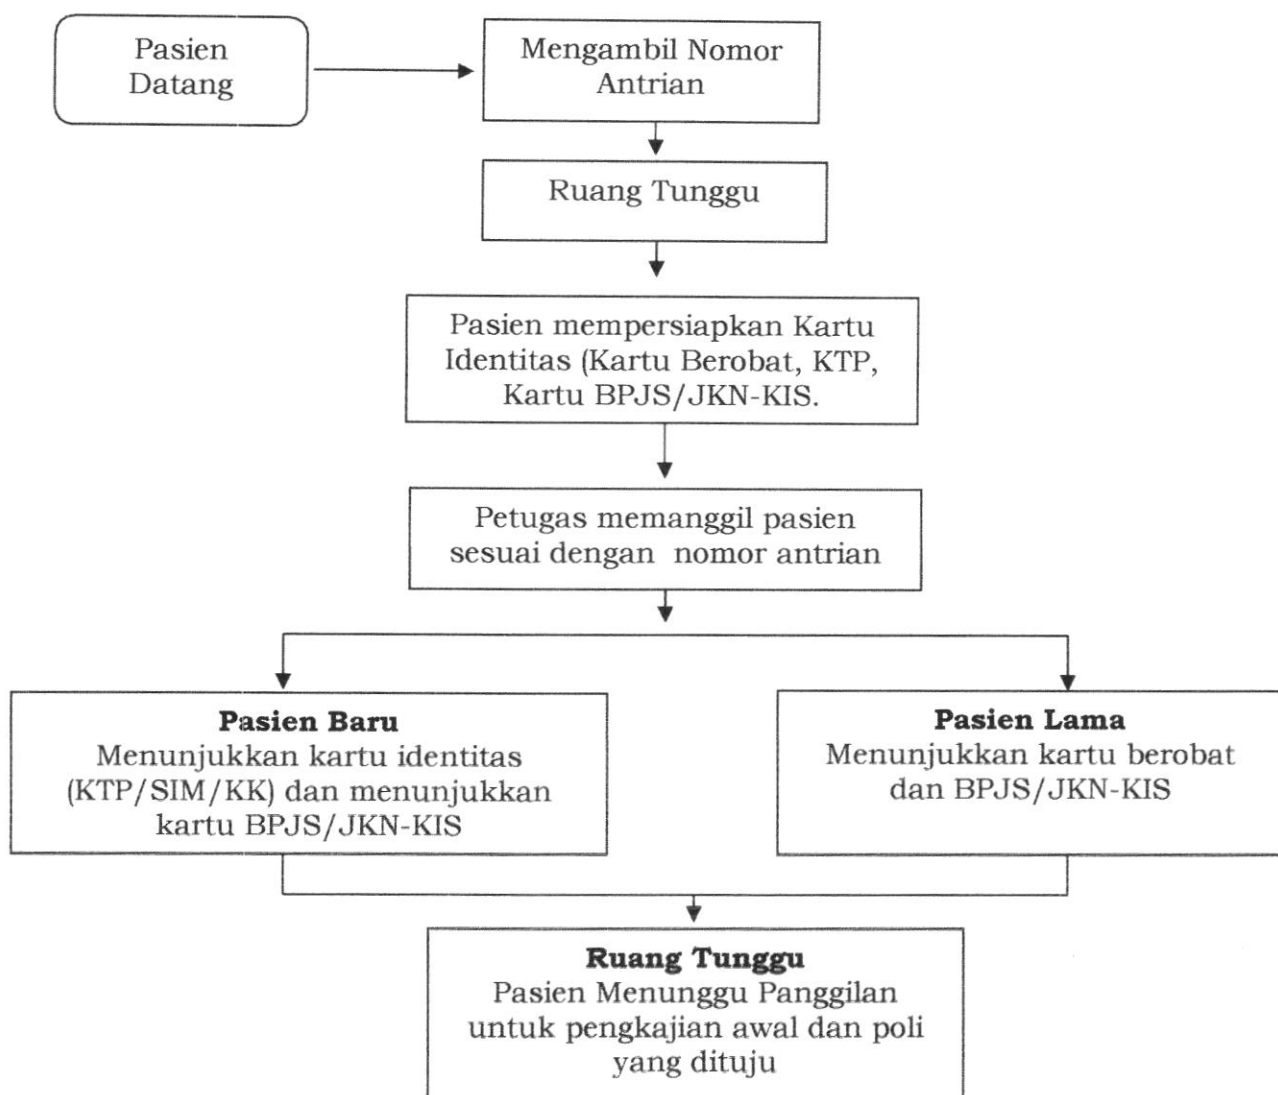 Pasien
Datang
Mengambil Nomor
Antrian
Ruang Tunggu
Pasien mempersiapkan Kartu
Identitas (Kartu Berobat, KTP,
Kartu BPJS/JKN-KIS.
Petugas memanggil pasien
sesuai dengan nomor antrian
Pasien Baru
Menunjukkan kartu identitas
(KTP/SIM/KK) dan menunjukkan
kartu BPJS/JKN-KIS
Pasien Lama
Menunjukkan kartu berobat
dan BPJS/JKN-KIS
Ruang Tunggu
Pasien Menunggu Panggilan
untuk pengkajian awal dan poli
yang dituju